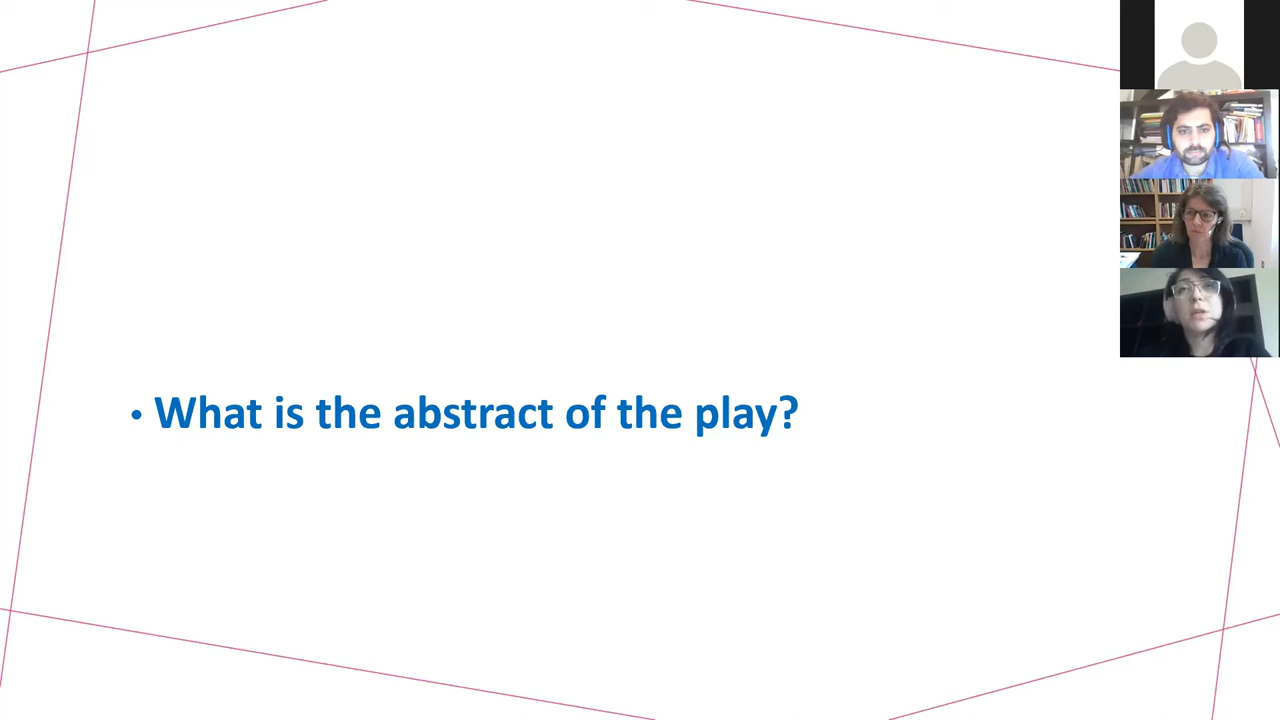 • What is the abstract of the play?